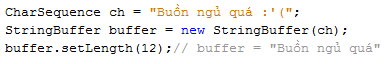 CharSequence ch = "Buồn ngủ quá :'(";
StringBuffer buffer = new StringBuffer(ch);
buffer.setLength(12);// buffer = "Buồn ngủ quá"